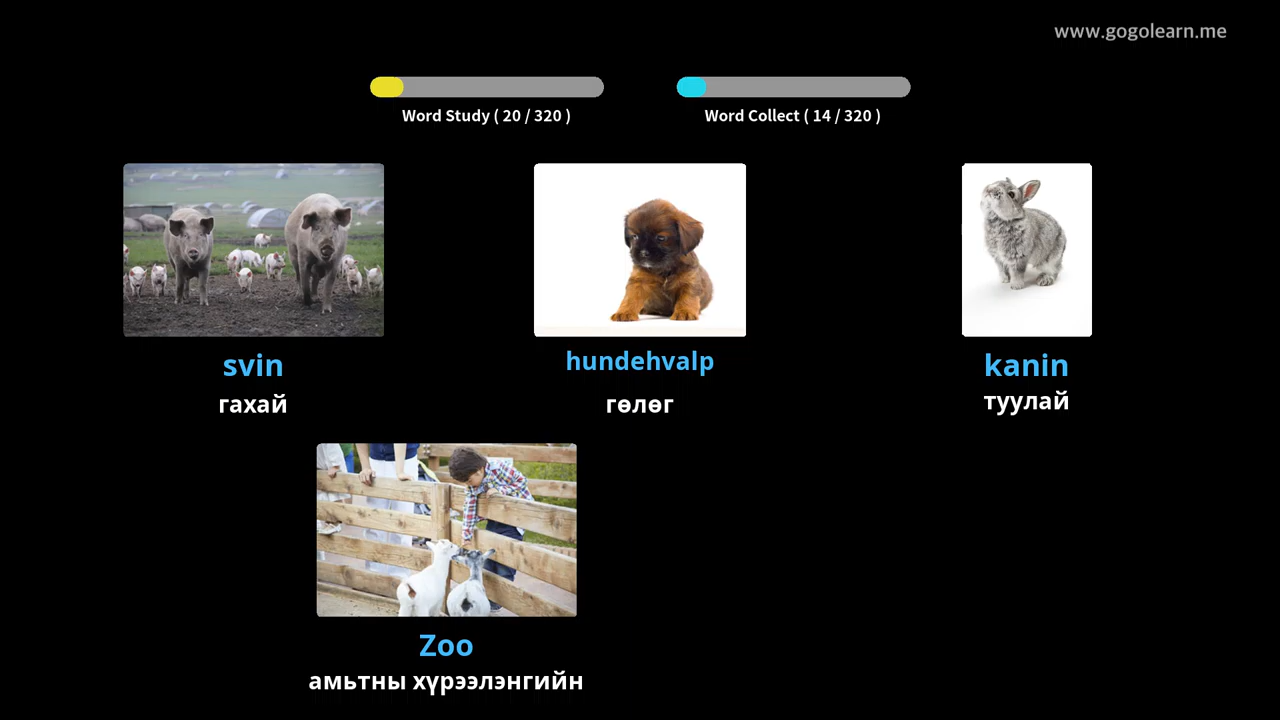 www.gogolearn.me
Word Study ( 20 / 320 )
Word Collect ( 14 / 320 )
svin
hundehvalp
kanin
гахай
гөлөг
туулай
Zoo
амьтны хүрээлэнгийн